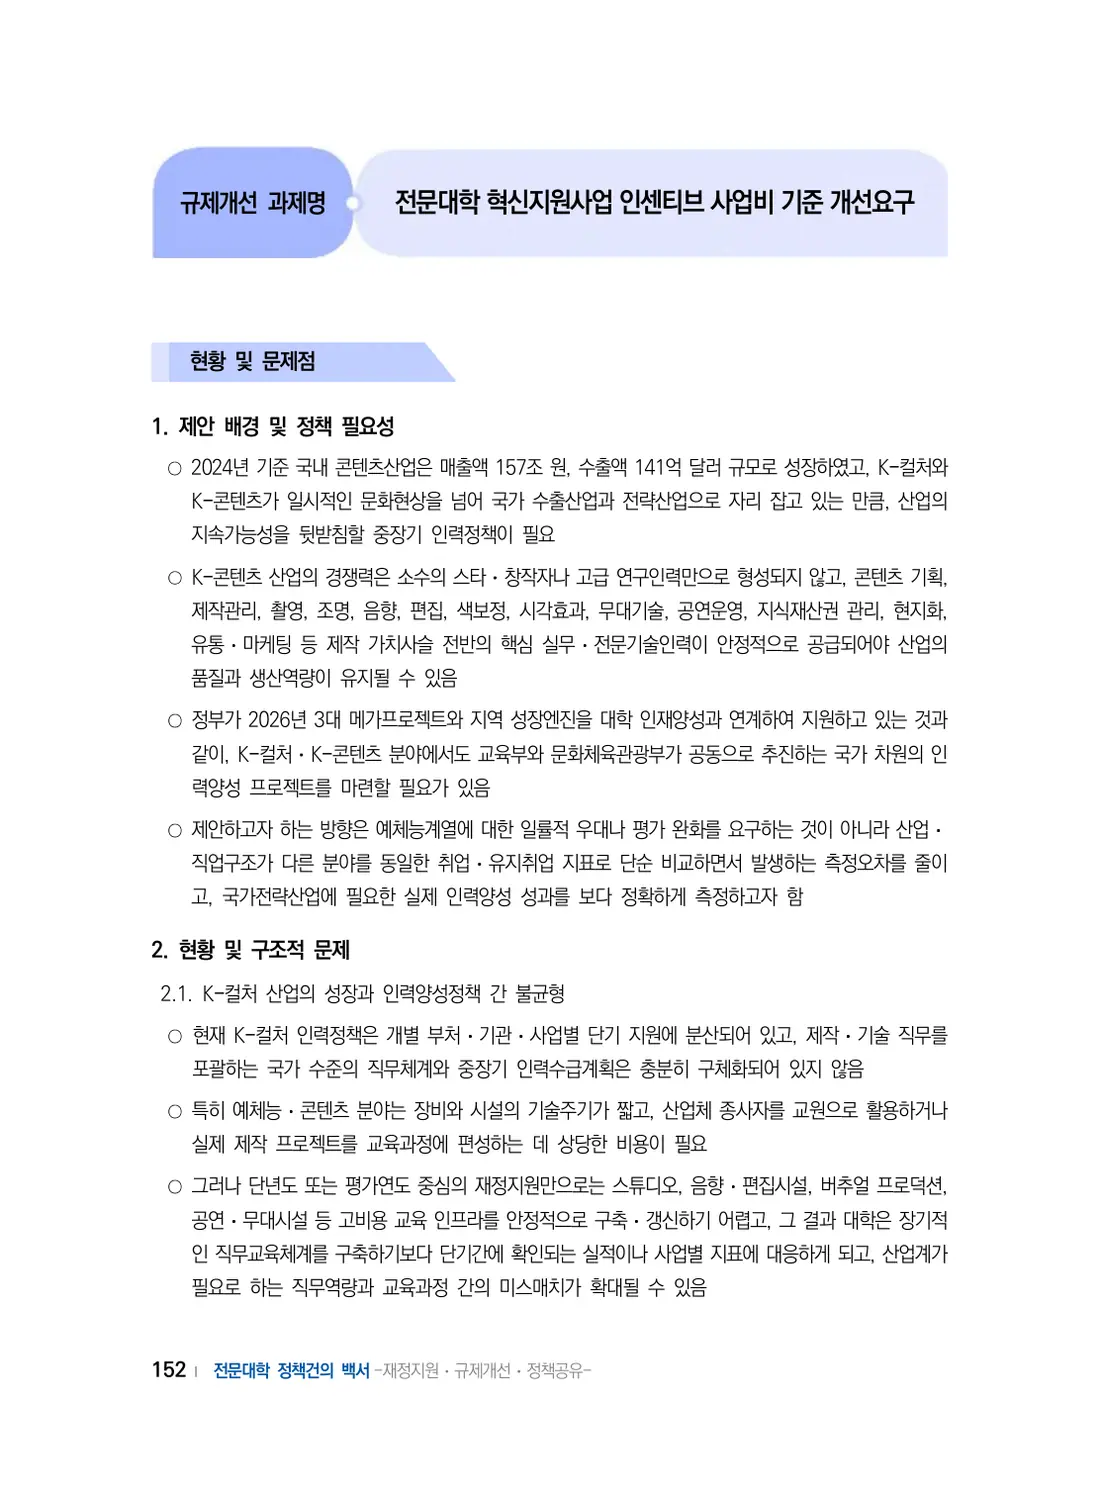 규제개선 과제명
전문대학 혁신지원사업 인센티브 사업비 기준 개선요구
현황 및 문제점
1. 제안 배경 및 정책 필요성
○ 2024년 기준 국내 콘텐츠산업은 매출액 157조 원, 수출액 141억 달러 규모로 성장하였고, K-컬처와
K-콘텐츠가 일시적인 문화현상을 넘어 국가 수출산업과 전략산업으로 자리 잡고 있는 만큼, 산업의
지속가능성을 뒷받침할 중장기 인력정책이 필요
○ K-콘텐츠 산업의 경쟁력은 소수의 스타·창작자나 고급 연구인력만으로 형성되지 않고, 콘텐츠 기획,
제작관리, 촬영, 조명, 음향, 편집, 색보정, 시각효과, 무대기술, 공연운영, 지식재산권 관리, 현지화,
유통·마케팅 등 제작 가치사슬 전반의 핵심 실무·전문기술인력이 안정적으로 공급되어야 산업의
품질과 생산역량이 유지될 수 있음
○ 정부가 2026년 3대 메가프로젝트와 지역 성장엔진을 대학 인재양성과 연계하여 지원하고 있는 것과
같이, K-컬처·K-콘텐츠 분야에서도 교육부와 문화체육관광부가 공동으로 추진하는 국가 차원의 인
력양성 프로젝트를 마련할 필요가 있음
○ 제안하고자 하는 방향은 예체능계열에 대한 일률적 우대나 평가 완화를 요구하는 것이 아니라 산업·
직업구조가 다른 분야를 동일한 취업·유지취업 지표로 단순 비교하면서 발생하는 측정오차를 줄이
고, 국가전략산업에 필요한 실제 인력양성 성과를 보다 정확하게 측정하고자 함
2. 현황 및 구조적 문제
2.1. K-컬처 산업의 성장과 인력양성정책 간 불균형
○ 현재 K-컬처 인력정책은 개별 부처·기관·사업별 단기 지원에 분산되어 있고, 제작·기술 직무를
포괄하는 국가 수준의 직무체계와 중장기 인력수급계획은 충분히 구체화되어 있지 않음
○ 특히 예체능·콘텐츠 분야는 장비와 시설의 기술주기가 짧고, 산업체 종사자를 교원으로 활용하거나
실제 제작 프로젝트를 교육과정에 편성하는 데 상당한 비용이 필요
○ 그러나 단년도 또는 평가연도 중심의 재정지원만으로는 스튜디오, 음향·편집시설, 버추얼 프로덕션,
공연·무대시설 등 고비용 교육 인프라를 안정적으로 구축·갱신하기 어렵고, 그 결과 대학은 장기적
인 직무교육체계를 구축하기보다 단기간에 확인되는 실적이나 사업별 지표에 대응하게 되고, 산업계가
필요로 하는 직무역량과 교육과정 간의 미스매치가 확대될 수 있음
152 | 전문대학 정책건의 백서 -재정지원·규제개선·정책공유-